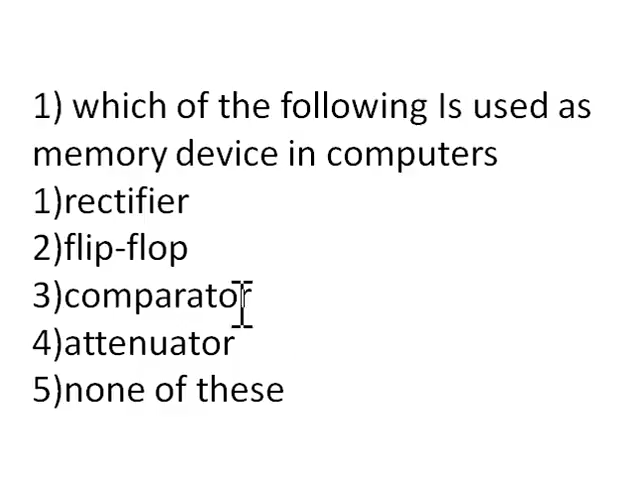 1) which of the following Is used as
memory device in computers
1)rectifier
2)flip-flop
3)comparator
4)attenuator
5)none of these